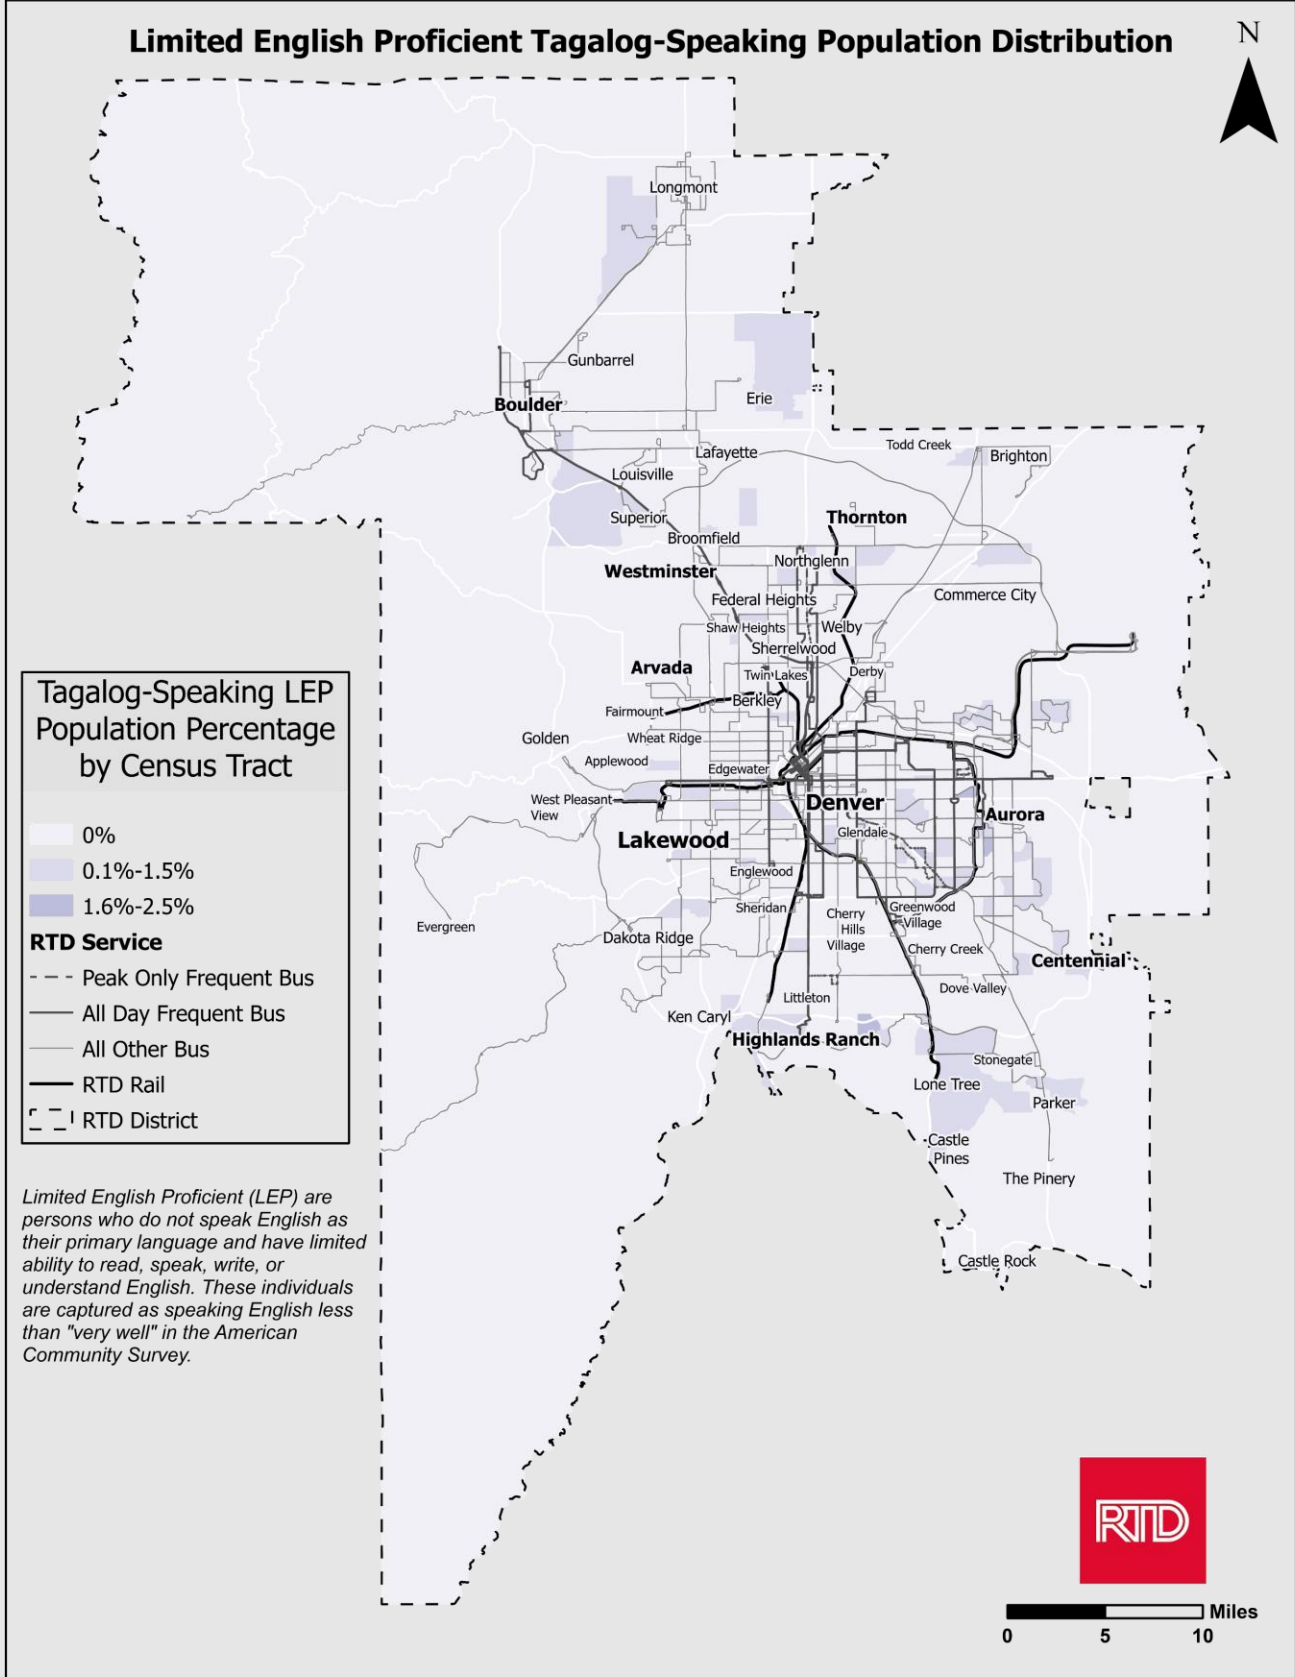 Limited English Proficient Tagalog-Speaking Population Distribution
N
Longmont
Gunbarrel
Boulder
Erie
Lafayette
Todd Creek
Brighton
Louisville
Superior
Thornton
Broomfield
Northglenn
Westminster
Federal Heights
Commerce City
Shaw Heights
Welby
Sherrelwood
Arvada
Twin Lakes
Derby
Berkley
Fairmount
Golden
Wheat Ridge
Applewood
Edgewater
West Pleasant
View
Denver
Aurora
Lakewood
Glendale
Englewood
Sheridan
Cherry
Hills
Village
Greenwood
Village
Evergreen
Dakota Ridge
Cherry Creek
Centennial
Dove Valley
Littleton
Ken Caryl
Highlands Ranch
Stonegate
Lone Tree
Parker
Castle
Pines
The Pinery
Castle Rock
Tagalog-Speaking LEP
Population Percentage
by Census Tract
0%
0.1%-1.5%
1.6%-2.5%
RTD Service
Peak Only Frequent Bus
All Day Frequent Bus
All Other Bus
RTD Rail
RTD District
Limited English Proficient (LEP) are
persons who do not speak English as
their primary language and have limited
ability to read, speak, write, or
understand English. These individuals
are captured as speaking English less
than "very well" in the American
Community Survey.
RTD
Miles
0 5 10